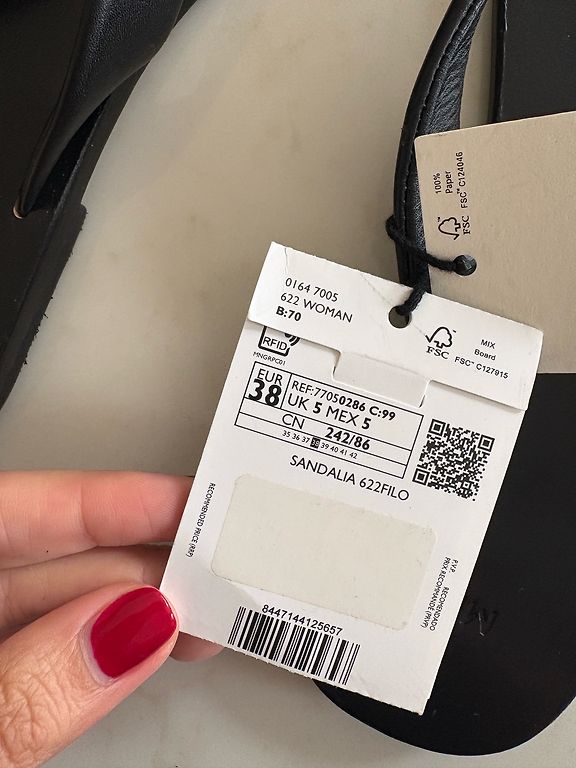 100%
Paper
FSC™ C124046
FSC
0164 7005
622 WOMAN
B:70
RFID
MNGRPC01
FSC
MIX
Board
FSC™ C127915
EUR
38
REF:77050286 C:99
UK 5 MEX 5
CN 242/86
35 36 37 38 39 40 41 42
SANDALIA 622FILO
RECOMMENDED PRICE (RRP)
P.V.P. RECOMENDADO
PRIX RECOMMANDÉ (PMVP)
8447144125657